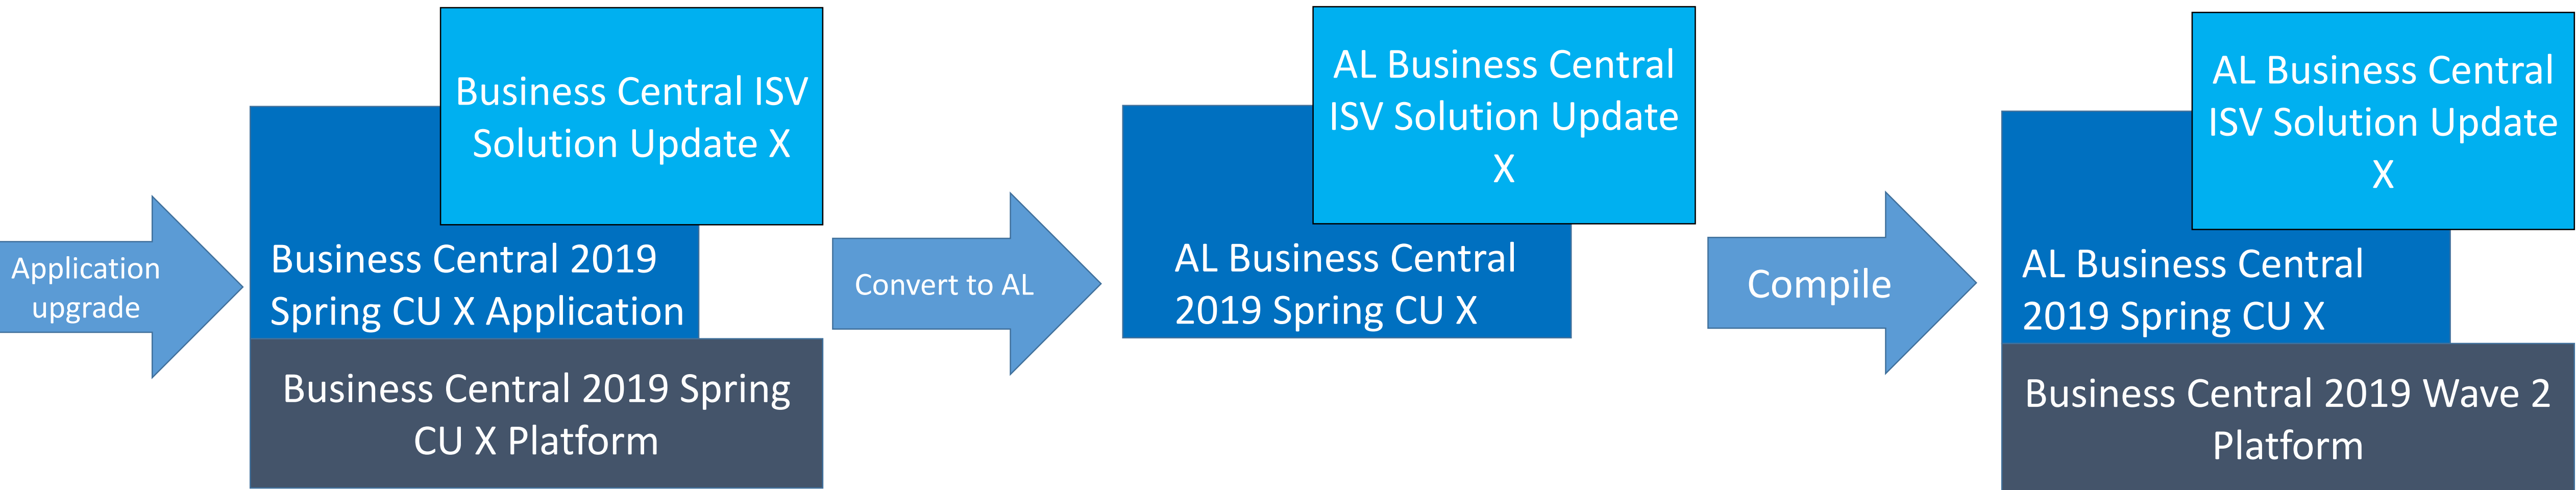 Application
upgrade
Business Central ISV
Solution Update X
Business Central 2019
Spring CU X Application
Business Central 2019 Spring
CU X Platform
Convert to AL
AL Business Central
ISV Solution Update
X
AL Business Central
2019 Spring CU X
Compile
AL Business Central
ISV Solution Update
X
AL Business Central
2019 Spring CU X
Business Central 2019 Wave 2
Platform